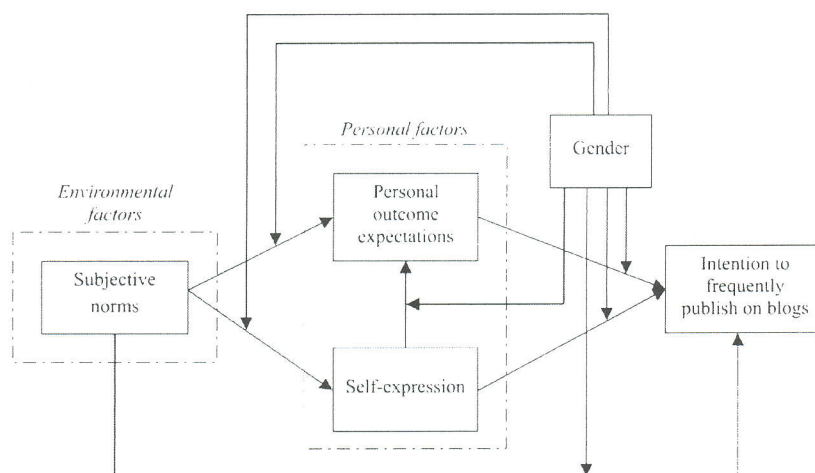 Personal factors
Gender
Environmental
factors
Personal
outcome
expectations
Subjective
norms
Intention to
frequently
publish on blogs
Self-expression